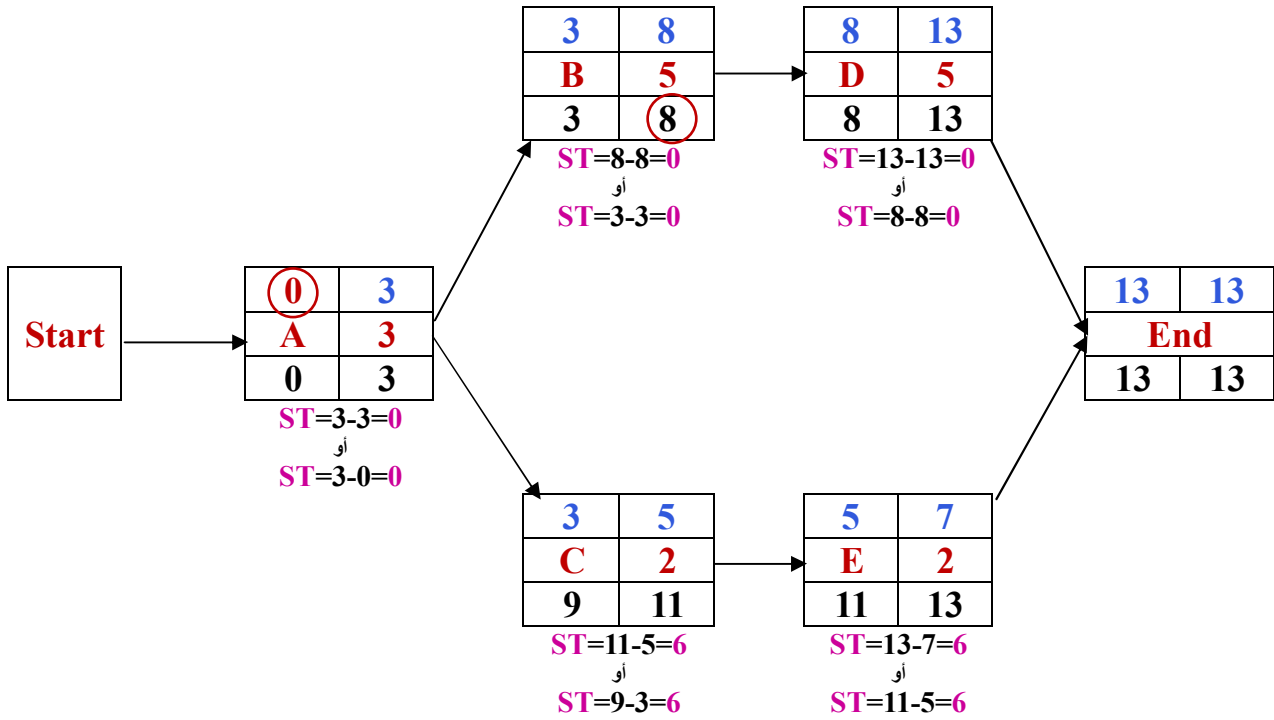 Start
0 3
A 3
0 3
ST=3-3=0
أو
ST=3-0=0
3 8
B 5
3 8
ST=8-8=0
أو
ST=3-3=0
8 13
D 5
8 13
ST=13-13=0
أو
ST=8-8=0
3 5
C 2
9 11
ST=11-5=6
أو
ST=9-3=6
5 7
E 2
11 13
ST=13-7=6
أو
ST=11-5=6
13 13
End
13 13